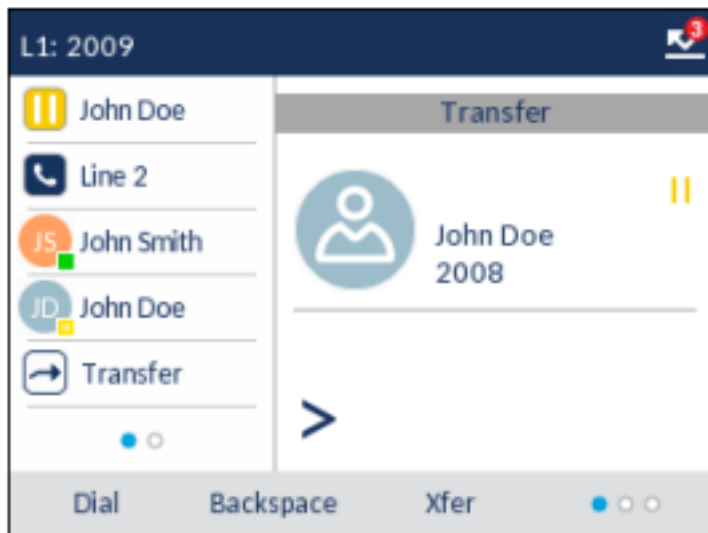 L1: 2009
3
John Doe
Line 2
JS John Smith
JD John Doe
Transfer
Transfer
John Doe
2008
>
Dial Backspace Xfer